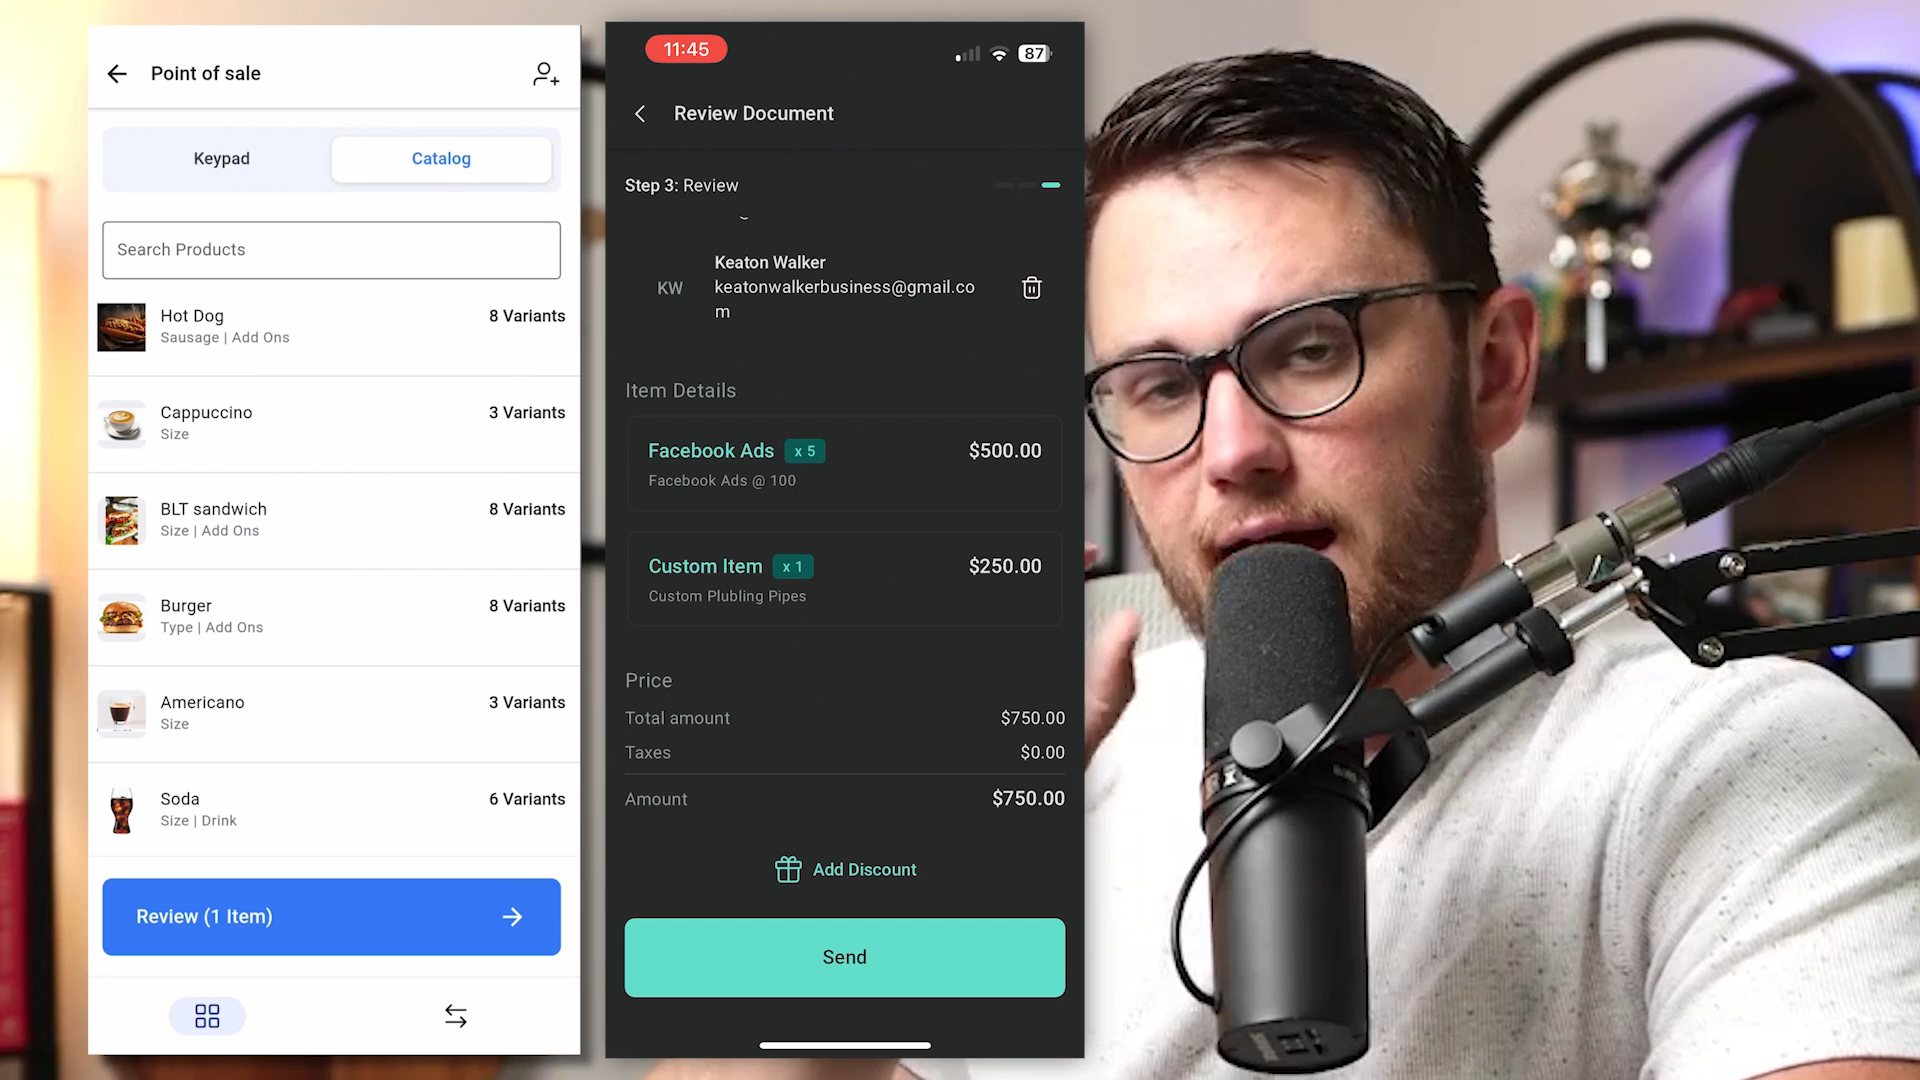 Point of sale
Keypad
Catalog
Search Products
Hot Dog
8 Variants
Sausage | Add Ons
Cappuccino
3 Variants
Size
BLT sandwich
8 Variants
Size | Add Ons
Burger
8 Variants
Type | Add Ons
Americano
3 Variants
Size
Soda
6 Variants
Size | Drink
Review (1 Item)
11:45
87
Review Document
Step 3: Review
KW
Keaton Walker
keatonwalkerbusiness@gmail.co
m
Item Details
Facebook Ads x 5
$500.00
Facebook Ads @ 100
Custom Item x 1
$250.00
Custom Plubling Pipes
Price
Total amount
$750.00
Taxes
$0.00
Amount
$750.00
Add Discount
Send